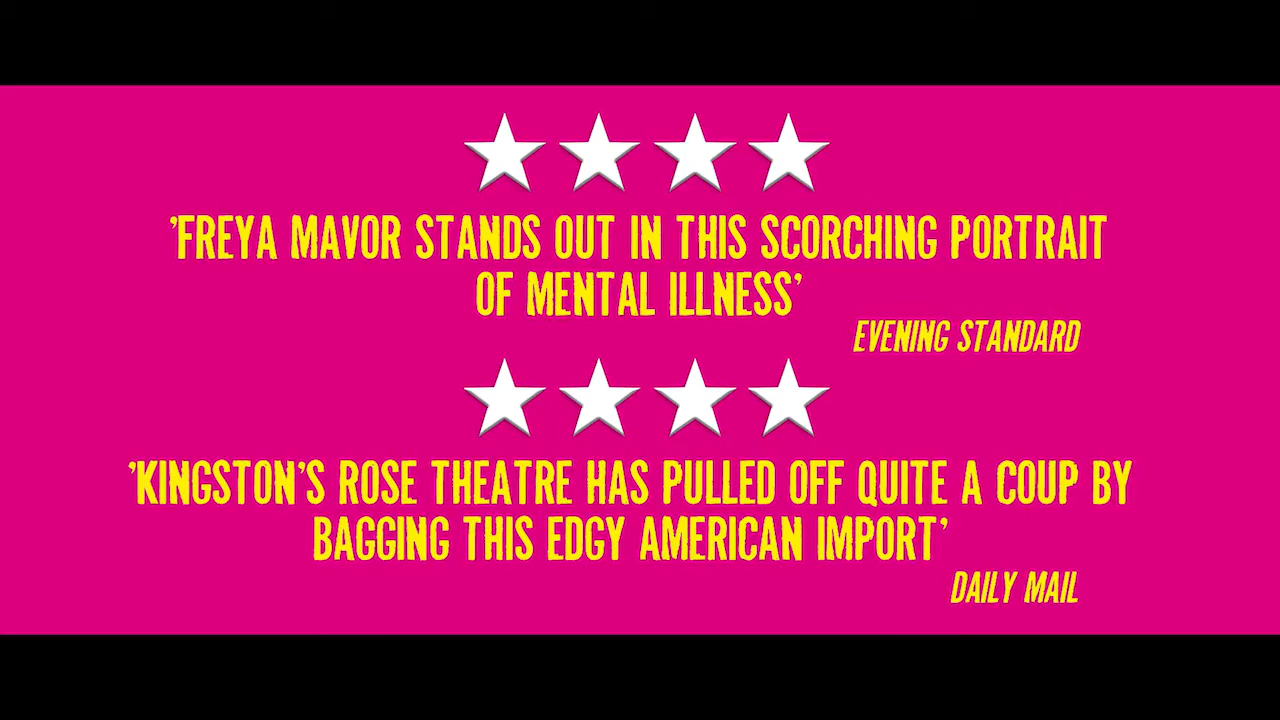 'FREYA MAVOR STANDS OUT IN THIS SCORCHING PORTRAIT
OF MENTAL ILLNESS'
EVENING STANDARD
'KINGSTON'S ROSE THEATRE HAS PULLED OFF QUITE A COUP BY
BAGGING THIS EDGY AMERICAN IMPORT'
DAILY MAIL